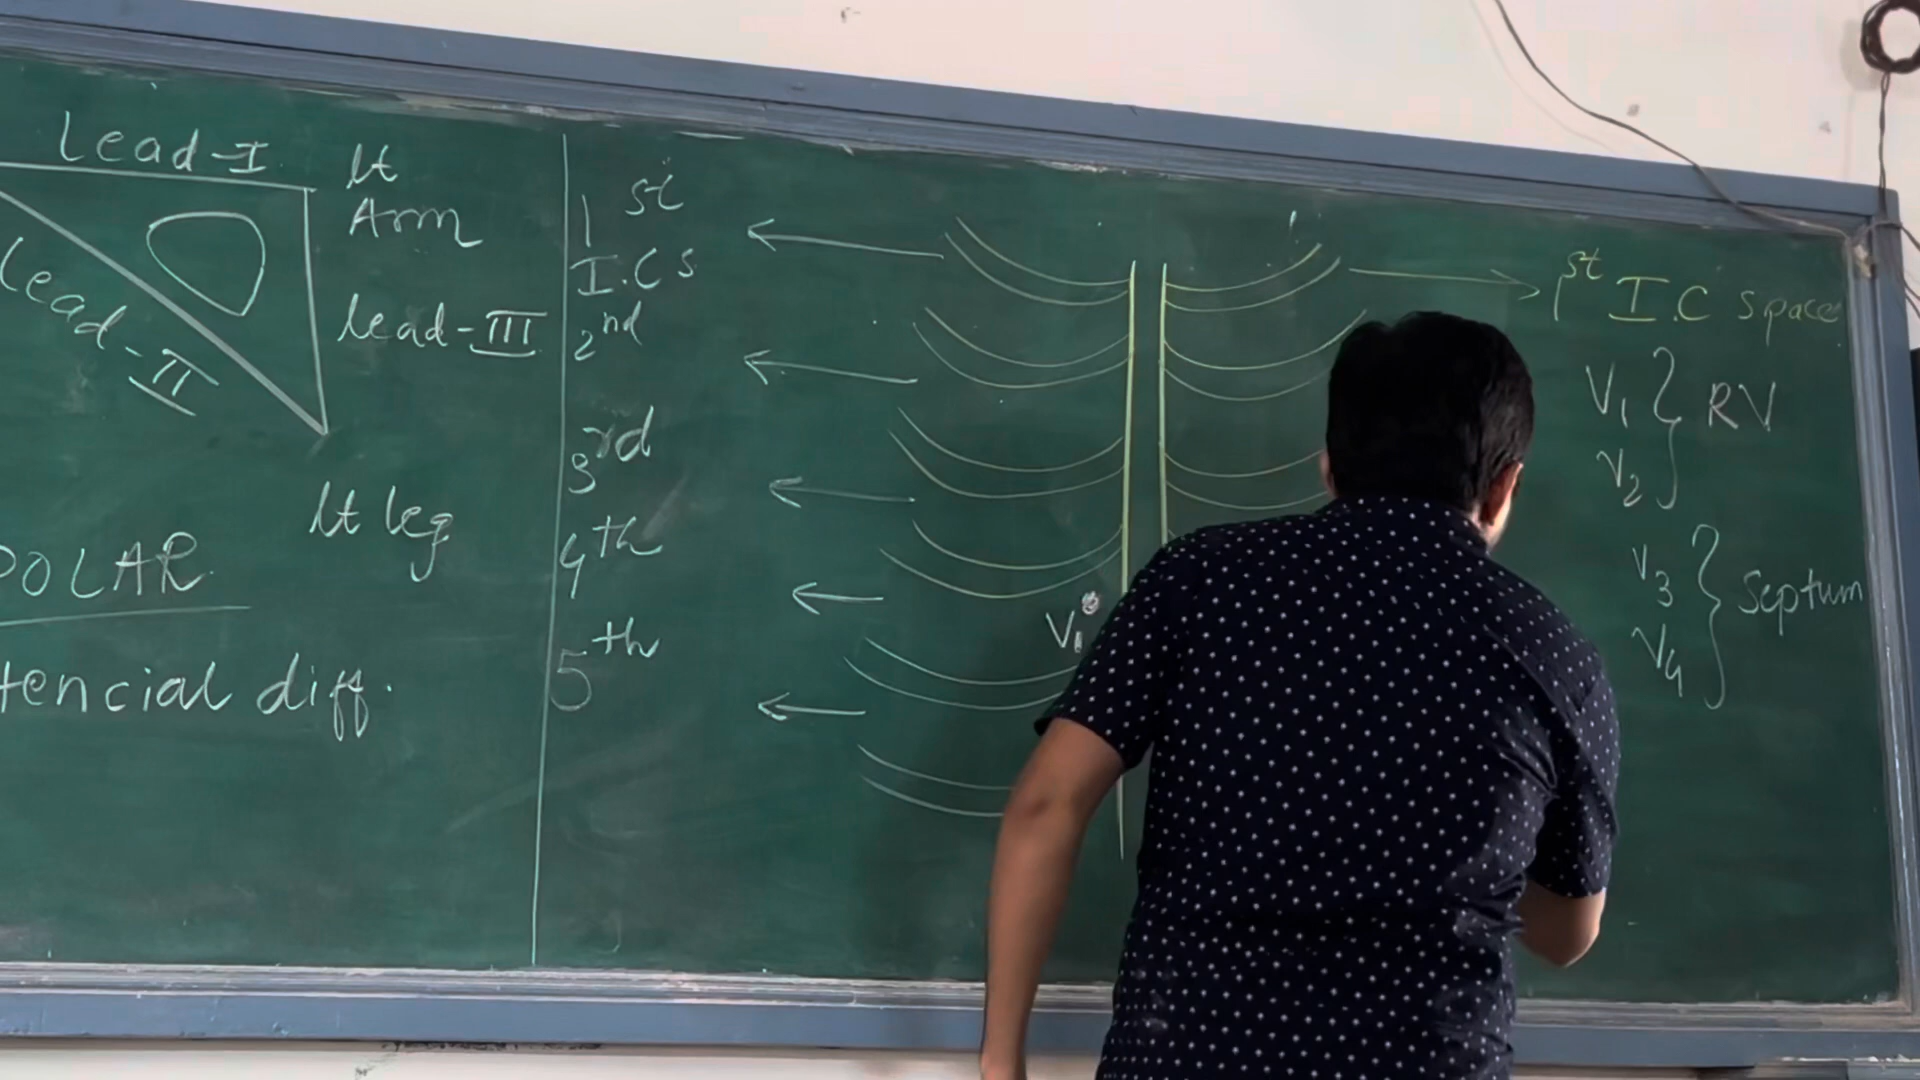 Lead-I
Lt
Arm
Lead-II
Lead-III
Lt leg
POLAR
tencial diff.
1st
I.C s
2nd
3rd
4th
5th
V1
1st I.C space
V1
V2
RV
V3
V4
Septum